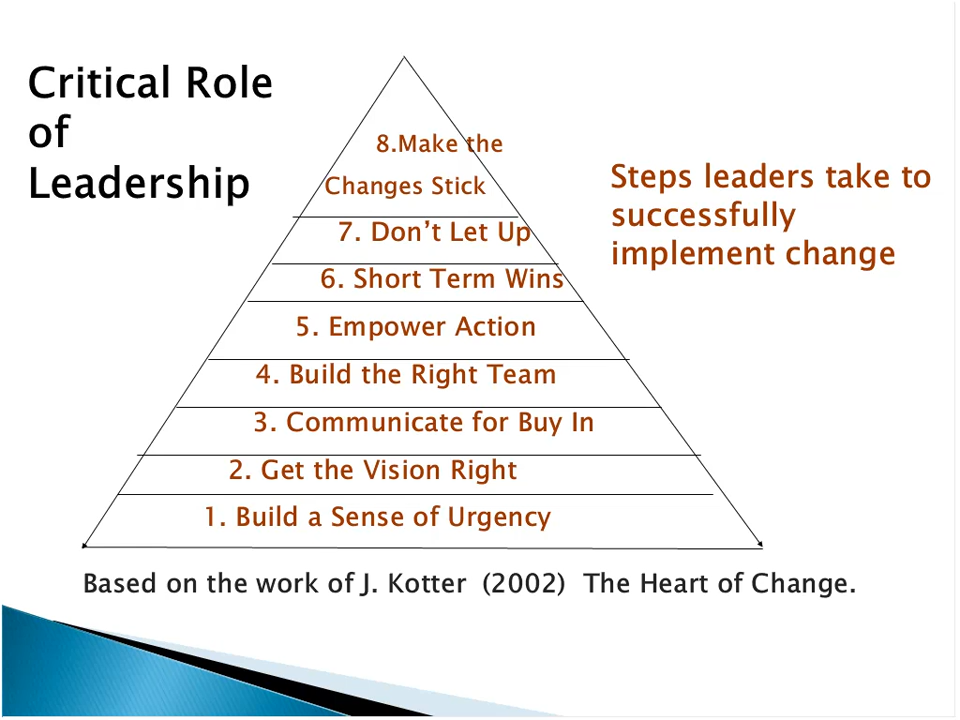 Critical Role
of
Leadership
8.Make the
Changes Stick
7. Don’t Let Up
6. Short Term Wins
5. Empower Action
4. Build the Right Team
3. Communicate for Buy In
2. Get the Vision Right
1. Build a Sense of Urgency
Steps leaders take to
successfully
implement change
Based on the work of J. Kotter (2002) The Heart of Change.